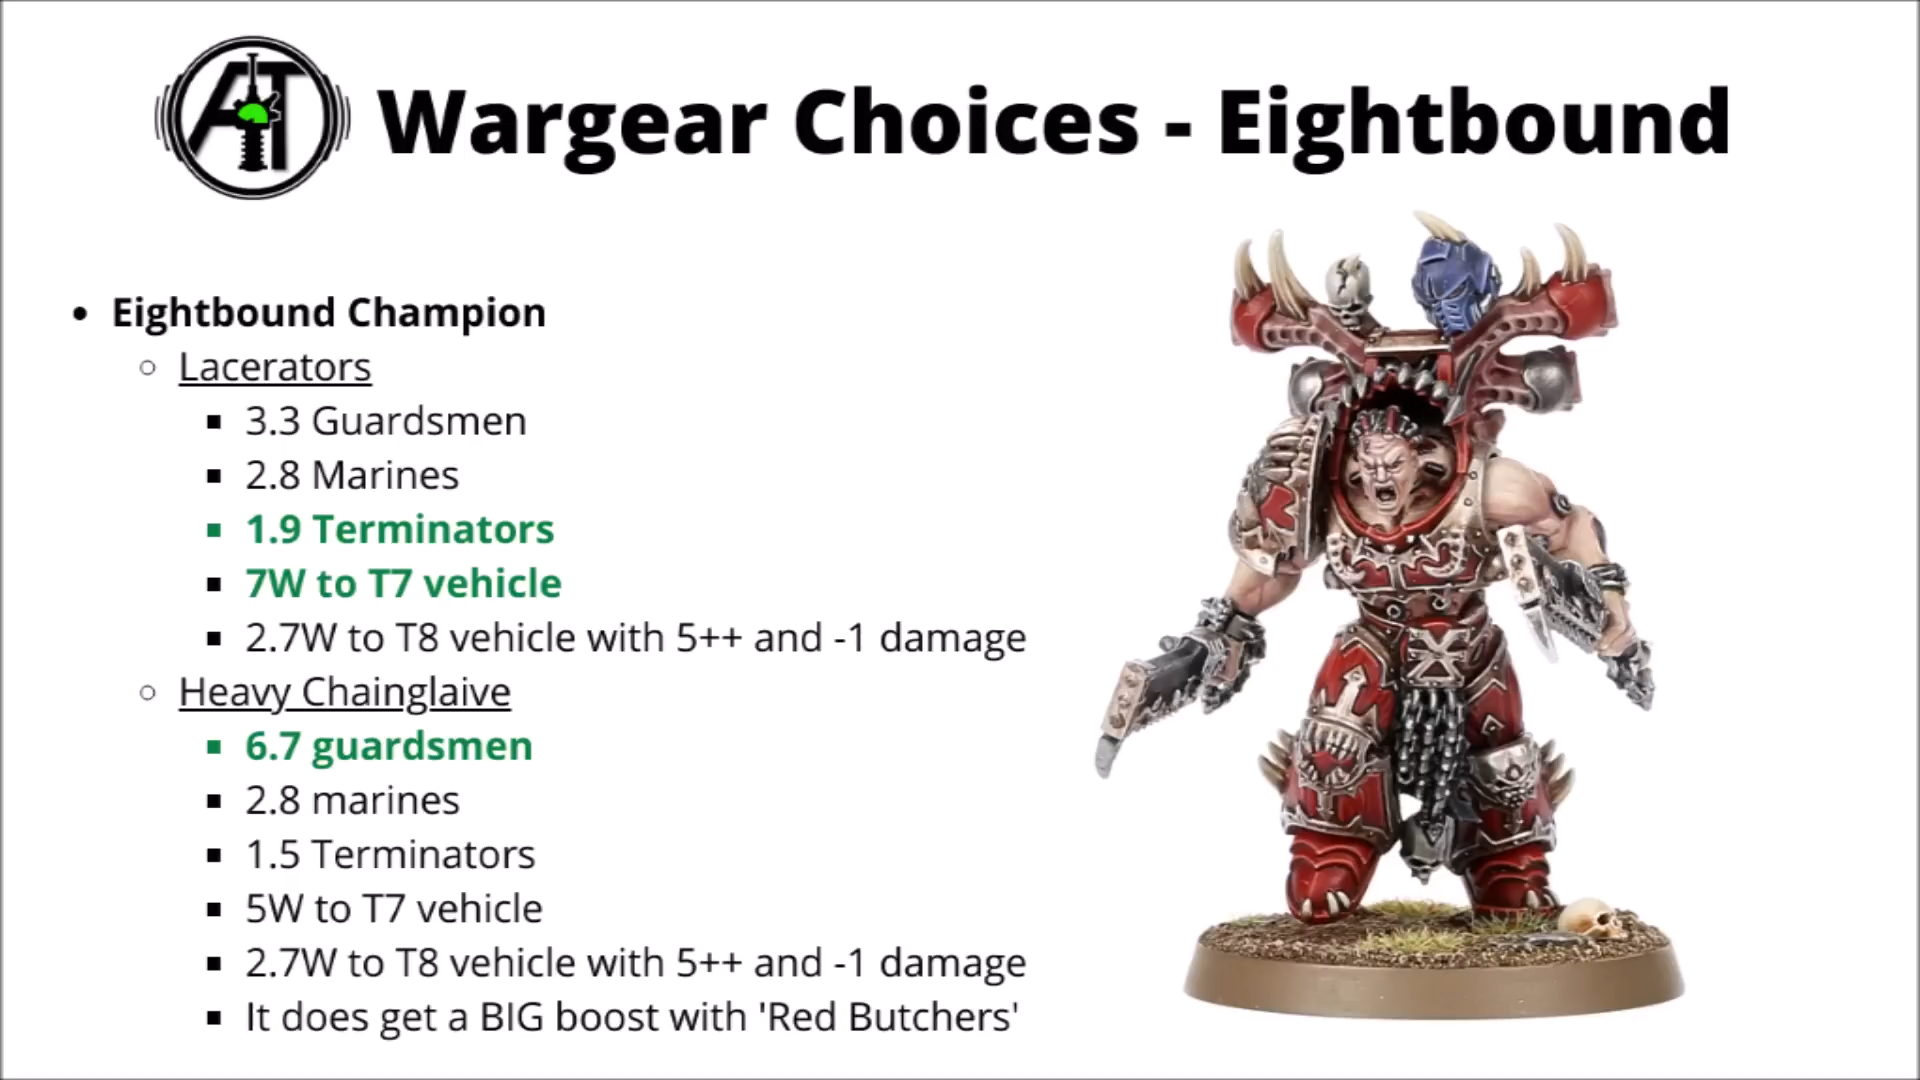 AT
Wargear Choices - Eightbound
Eightbound Champion
Lacerators
3.3 Guardsmen
2.8 Marines
1.9 Terminators
7W to T7 vehicle
2.7W to T8 vehicle with 5++ and -1 damage
Heavy Chainglaive
6.7 guardsmen
2.8 marines
1.5 Terminators
5W to T7 vehicle
2.7W to T8 vehicle with 5++ and -1 damage
It does get a BIG boost with 'Red Butchers'